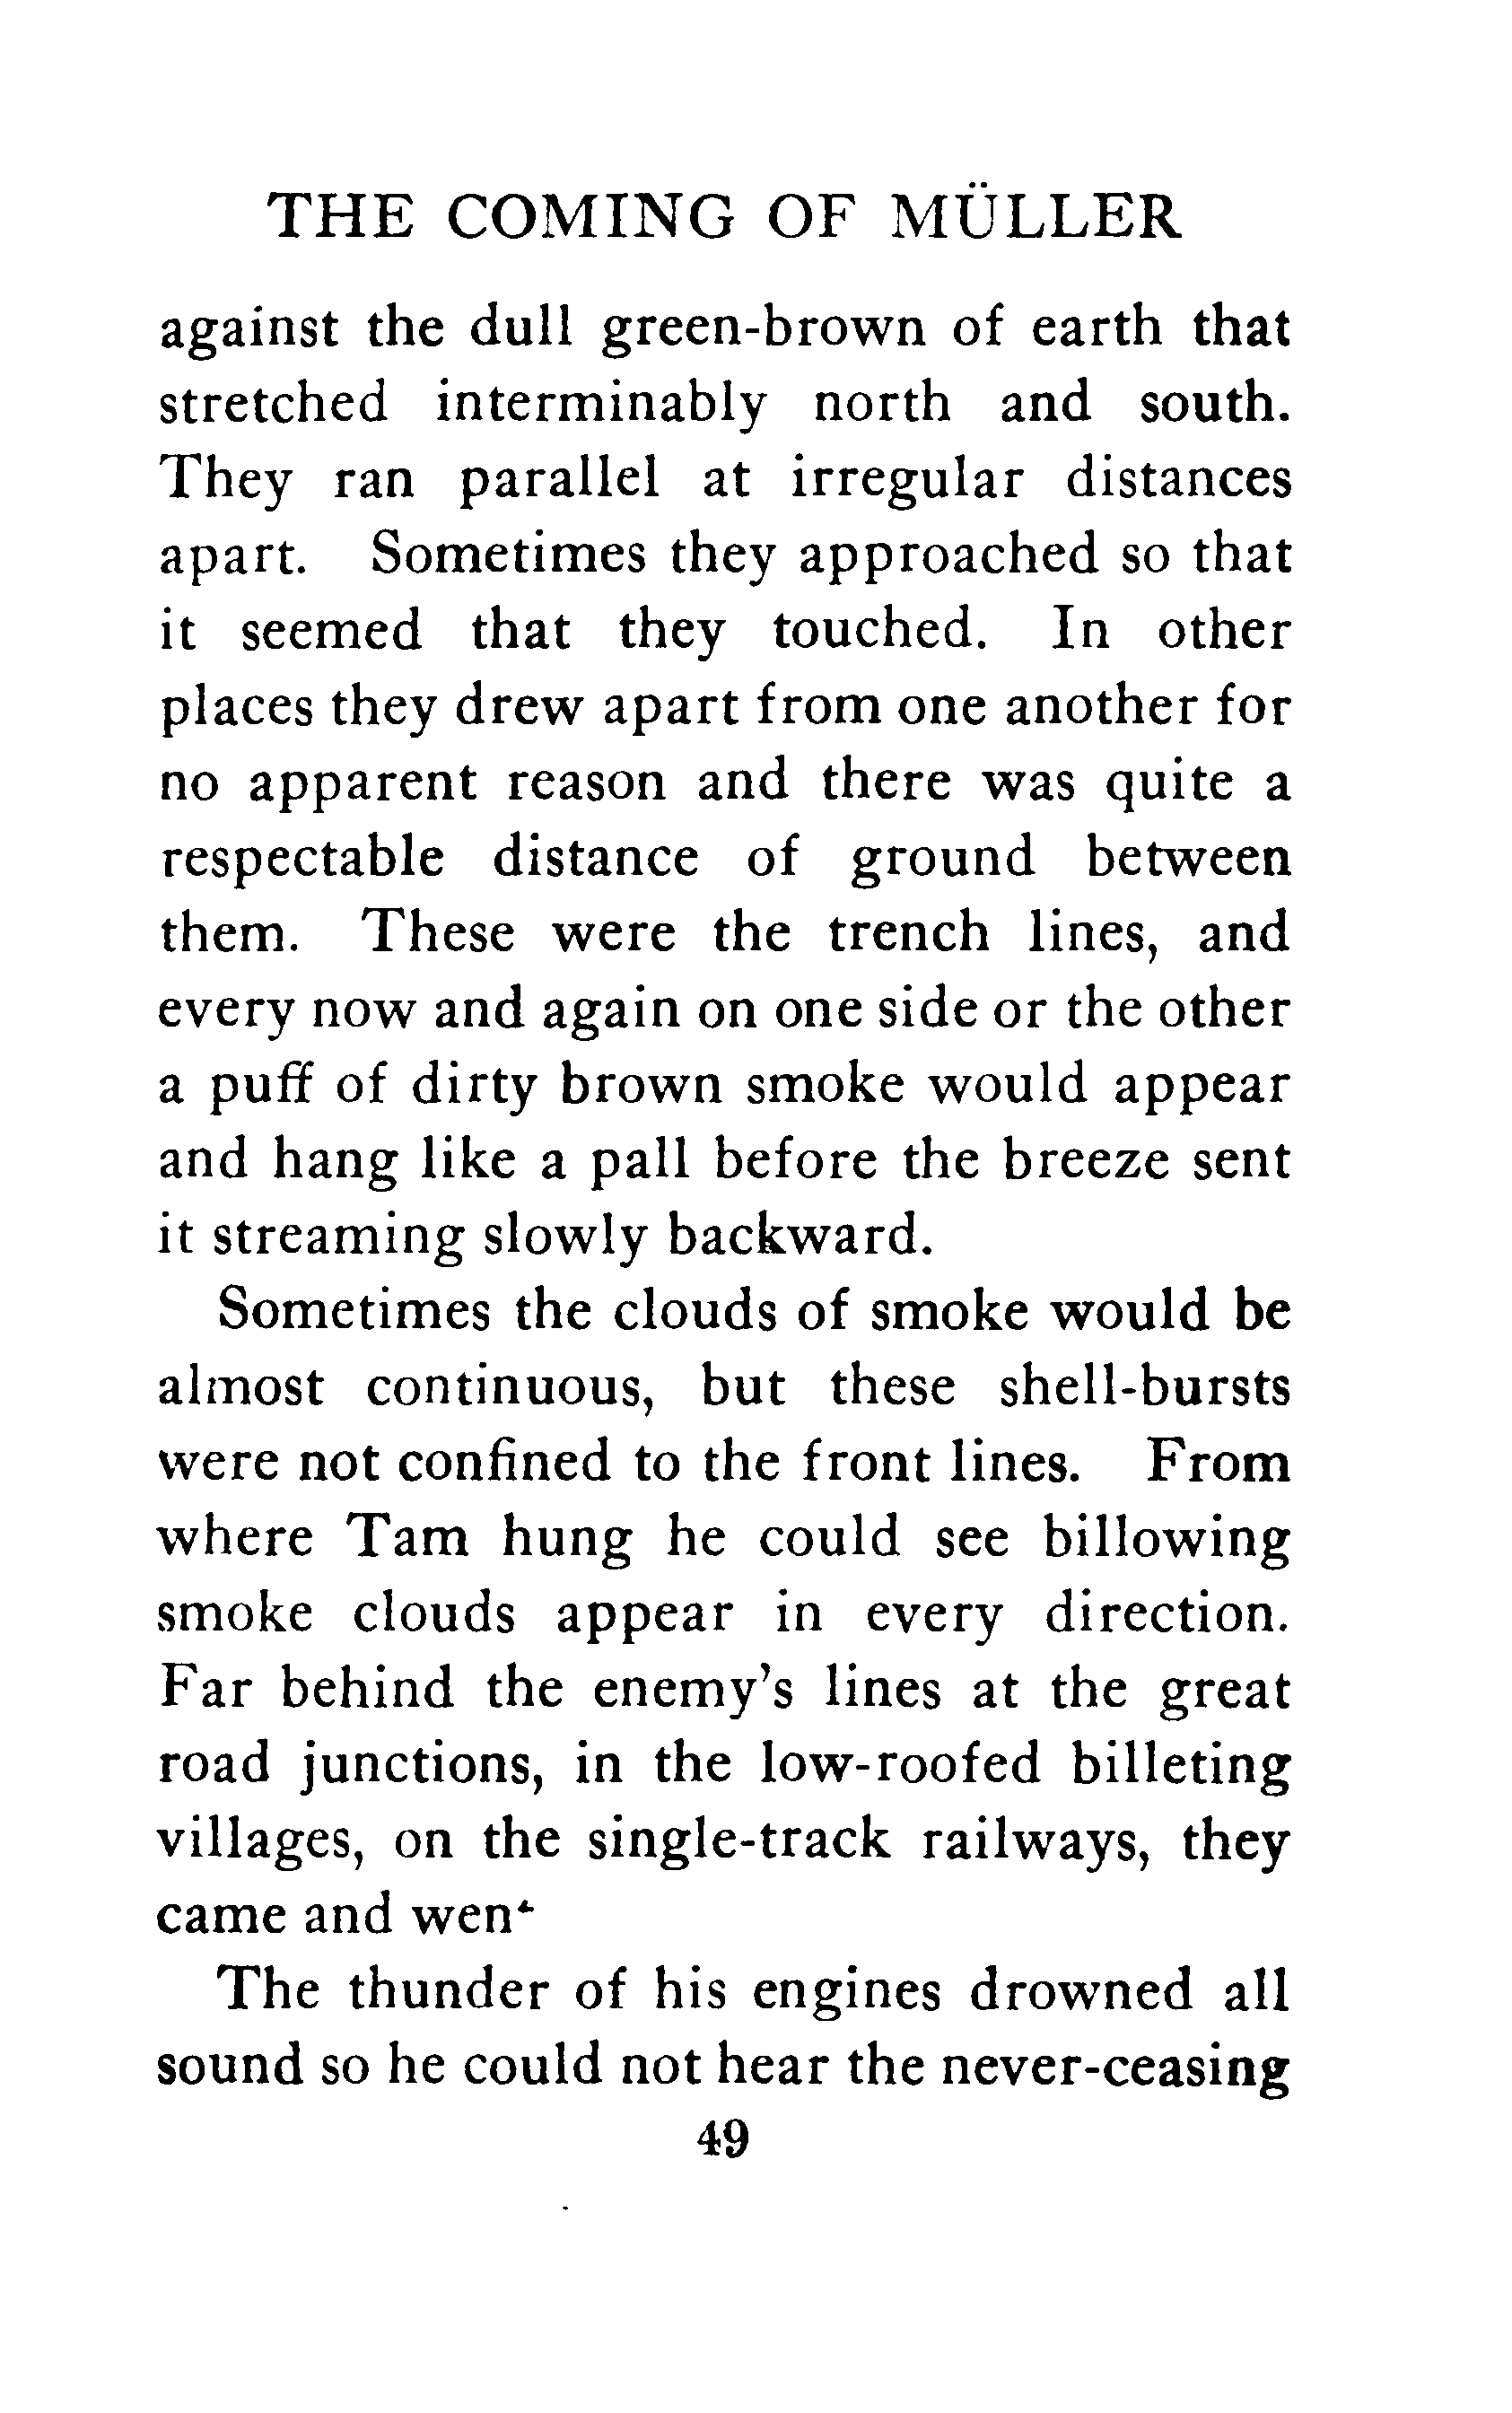 THE COMING OF MÜLLER
against the dull green-brown of earth that
stretched interminably north and south.
They ran parallel at irregular distances
apart. Sometimes they approached so that
it seemed that they touched. In other
places they drew apart from one another for
no apparent reason and there was quite a
respectable distance of ground between
them. These were the trench lines, and
every now and again on one side or the other
a puff of dirty brown smoke would appear
and hang like a pall before the breeze sent
it streaming slowly backward.
Sometimes the clouds of smoke would be
almost continuous, but these shell-bursts
were not confined to the front lines. From
where Tam hung he could see billowing
smoke clouds appear in every direction.
Far behind the enemy's lines at the great
road junctions, in the low-roofed billeting
villages, on the single-track railways, they
came and
The thunder of his engines drowned all
sound so he could not hear the never-ceasing
49